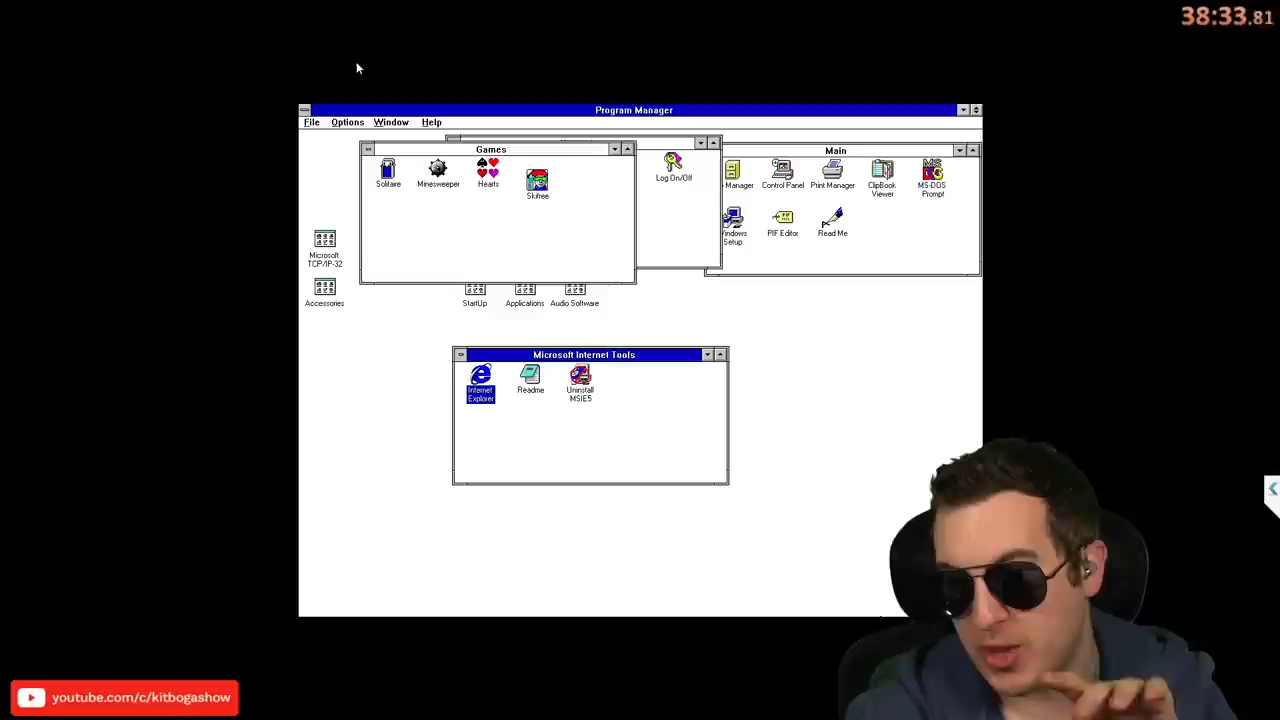 38:33.81
Program Manager
File Options Window Help
Games
Main
Solitaire
Minesweeper
Hearts
Skifree
Log On/Off
Manager
Control Panel
Print Manager
ClipBook
Viewer
MS-DOS
Prompt
Setup
PIF Editor
Read Me
Microsoft
TCP/IP-32
Accessories
StartUp
Applications
Audio Software
Microsoft Internet Tools
Internet
Explorer
Readme
Uninstall
MSIE5
youtube.com/c/kitbogashow